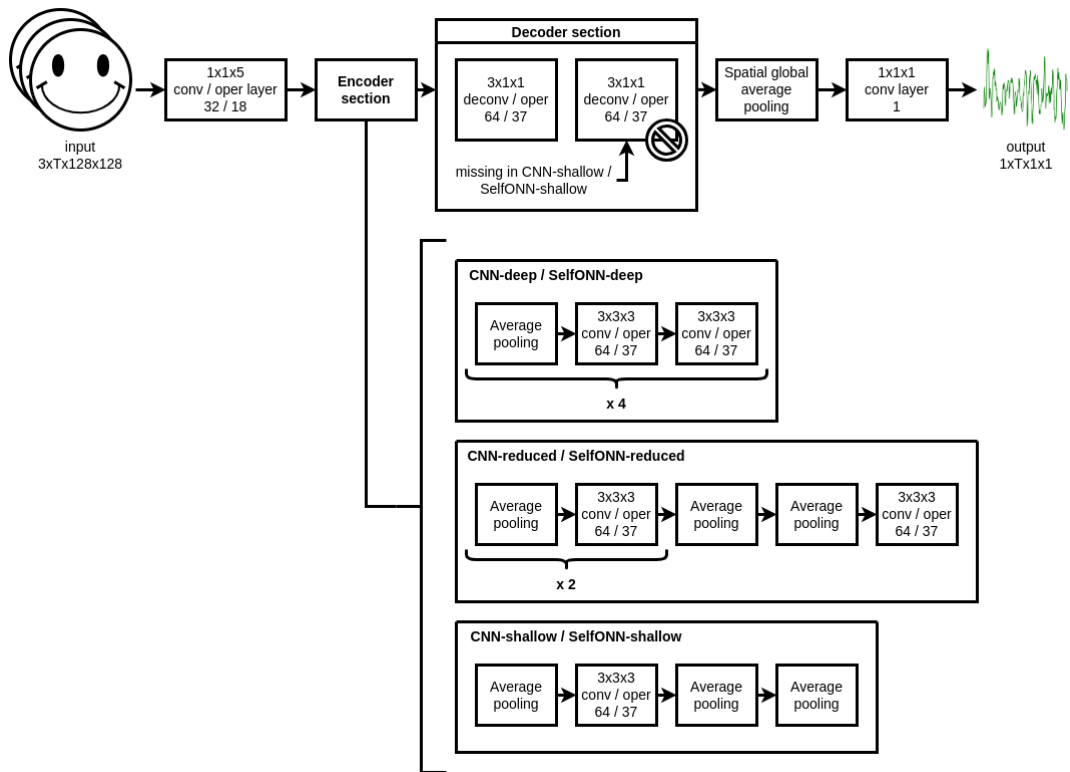 input
3xTx128x128
1x1x5
conv / oper layer
32 / 18
Encoder
section
Decoder section
3x1x1
deconv / oper
64 / 37
3x1x1
deconv / oper
64 / 37
missing in CNN-shallow /
SelfONN-shallow
Spatial global
average
pooling
1x1x1
conv layer
1
output
1xTx1x1
CNN-deep / SelfONN-deep
Average
pooling
3x3x3
conv / oper
64 / 37
3x3x3
conv / oper
64 / 37
x 4
CNN-reduced / SelfONN-reduced
Average
pooling
3x3x3
conv / oper
64 / 37
Average
pooling
Average
pooling
3x3x3
conv / oper
64 / 37
x 2
CNN-shallow / SelfONN-shallow
Average
pooling
3x3x3
conv / oper
64 / 37
Average
pooling
Average
pooling